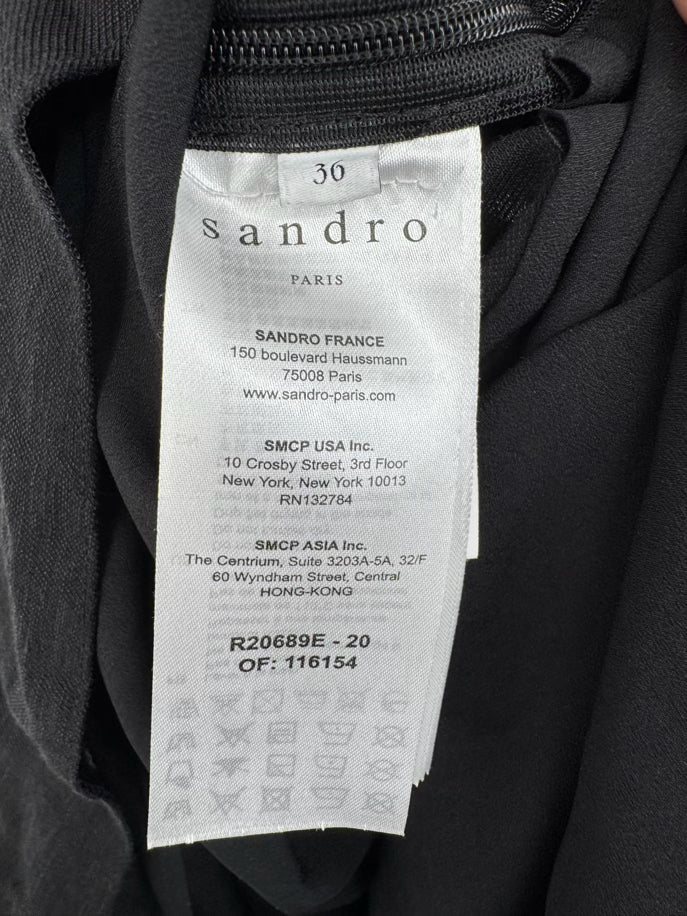 36
sandro
PARIS
SANDRO FRANCE
150 boulevard Haussmann
75008 Paris
www.sandro-paris.com
SMCP USA Inc.
10 Crosby Street, 3rd Floor
New York, New York 10013
RN132784
SMCP ASIA Inc.
The Centrium, Suite 3203A-5A, 32/F
60 Wyndham Street, Central
HONG-KONG
R20689E - 20
OF: 116154